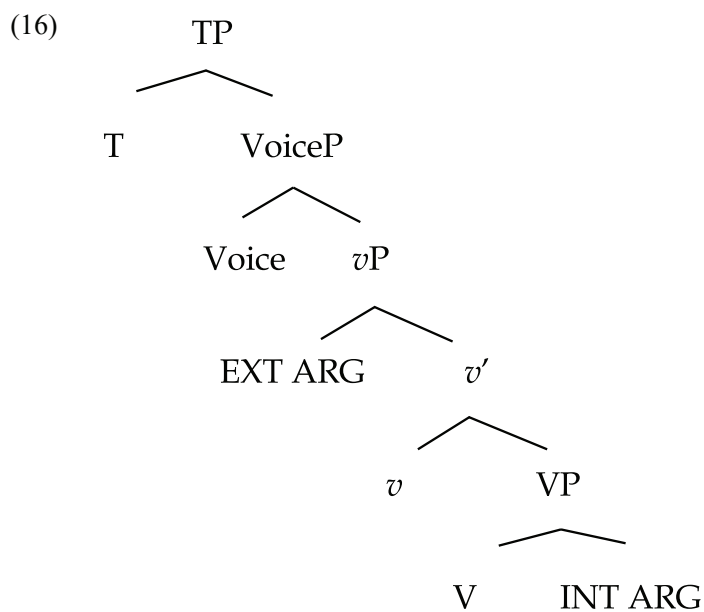 (16) TP
T VoiceP
Voice vP
EXT ARG v′
v VP
V INT ARG